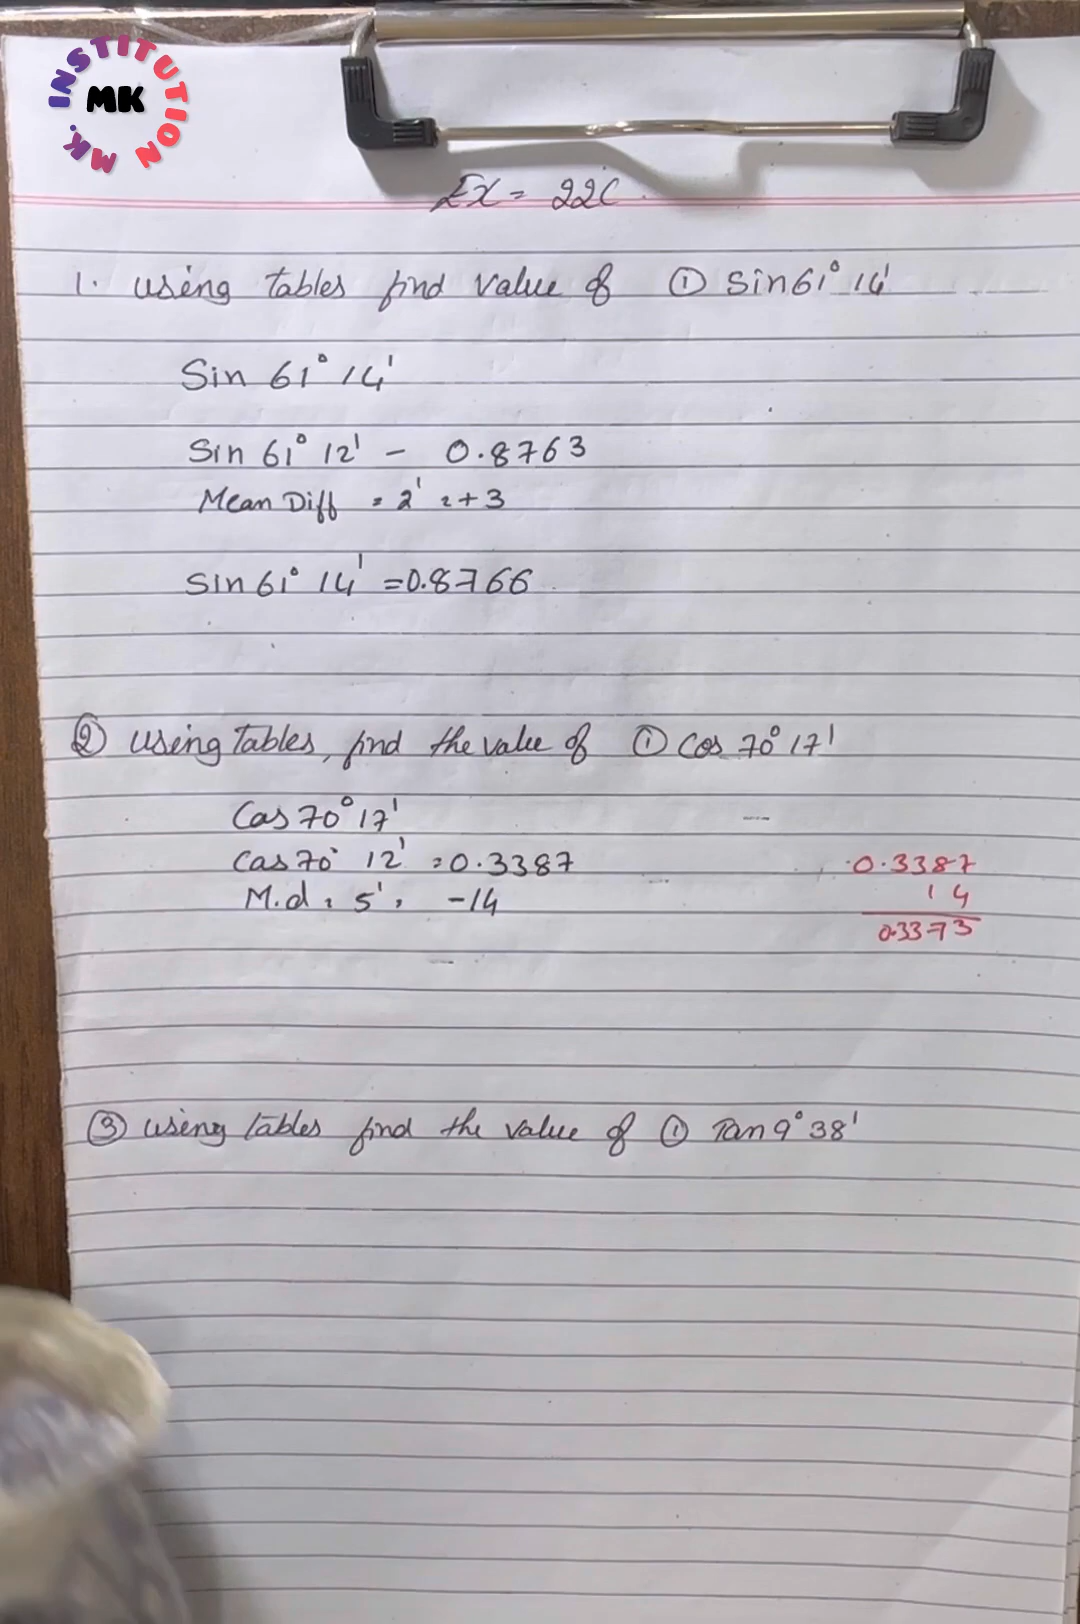 MK. INSTITUTION
MK
Ex = 22C
1. using tables find value of ① Sin 61° 14'
Sin 61° 14'
Sin 61° 12' - 0.8763
Mean Diff = 2' = +3
Sin 61° 14' = 0.8766
② using Tables, find the value of ① Cos 70° 17'
Cos 70° 17'
Cos 70° 12' = 0.3387
M.d = 5' = -14
0.3387
14
0.3373
③ using tables find the value of ① Tan 9° 38'